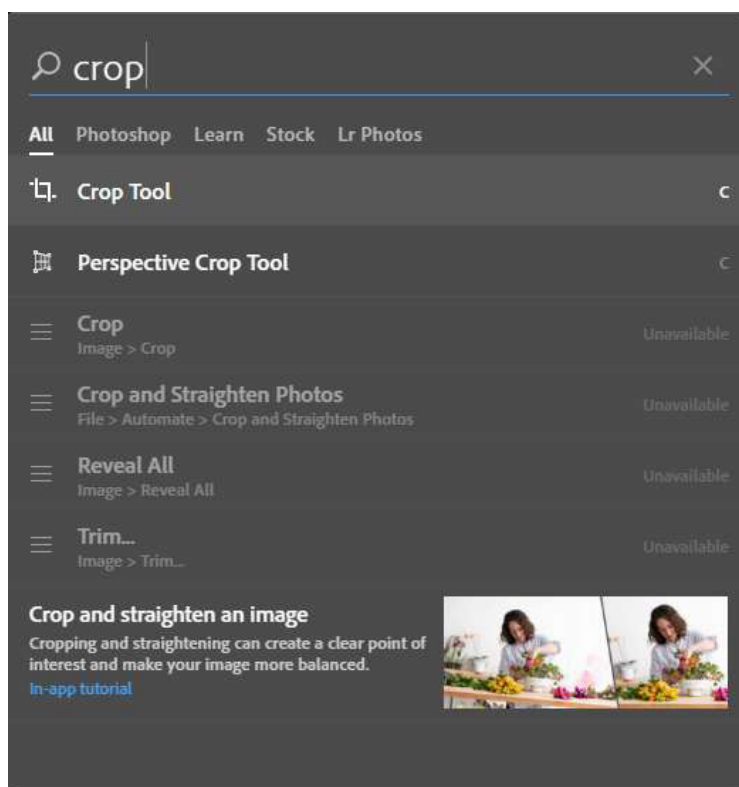 crop
All Photoshop Learn Stock Lr Photos
Crop Tool C
Perspective Crop Tool C
Crop
Image > Crop
Unavailable
Crop and Straighten Photos
File > Automate > Crop and Straighten Photos
Unavailable
Reveal All
Image > Reveal All
Unavailable
Trim...
Image > Trim...
Unavailable
Crop and straighten an image
Cropping and straightening can create a clear point of
interest and make your image more balanced.
In-app tutorial